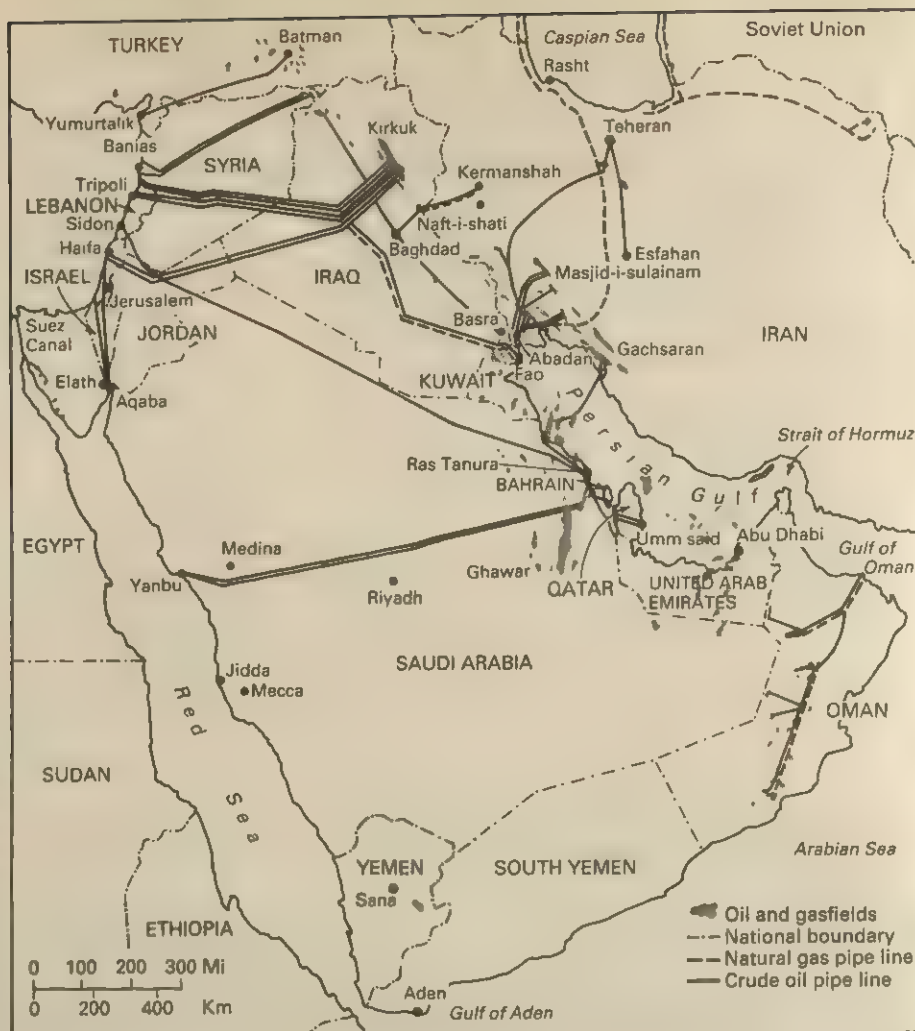 TURKEY
Batman
Caspian Sea
Soviet Union
Rasht
Yumurtalik
Banias
Kirkuk
Teheran
SYRIA
Tripoli
Kermanshah
LEBANON
Sidon
Naft-i-shati
Haifa
Baghdad
Esfahan
ISRAEL
IRAQ
Masjid-i-sulainam
Jerusalem
Suez
Canal
JORDAN
Basra
IRAN
Abadan
Gachsaran
KUWAIT
Fao
Elath
Aqaba
Persian Gulf
Strait of Hormuz
Ras Tanura
BAHRAIN
EGYPT
Medina
Umm said
Abu Dhabi
Gulf of
Oman
Yanbu
Ghawar
Riyadh
QATAR
UNITED ARAB
EMIRATES
SAUDI ARABIA
Jidda
Mecca
OMAN
Red Sea
SUDAN
Arabian Sea
YEMEN
SOUTH YEMEN
Sana
ETHIOPIA
Oil and gasfields
National boundary
Natural gas pipe line
Crude oil pipe line
0 100 200 300 Mi
0 200 400 Km
Aden
Gulf of Aden